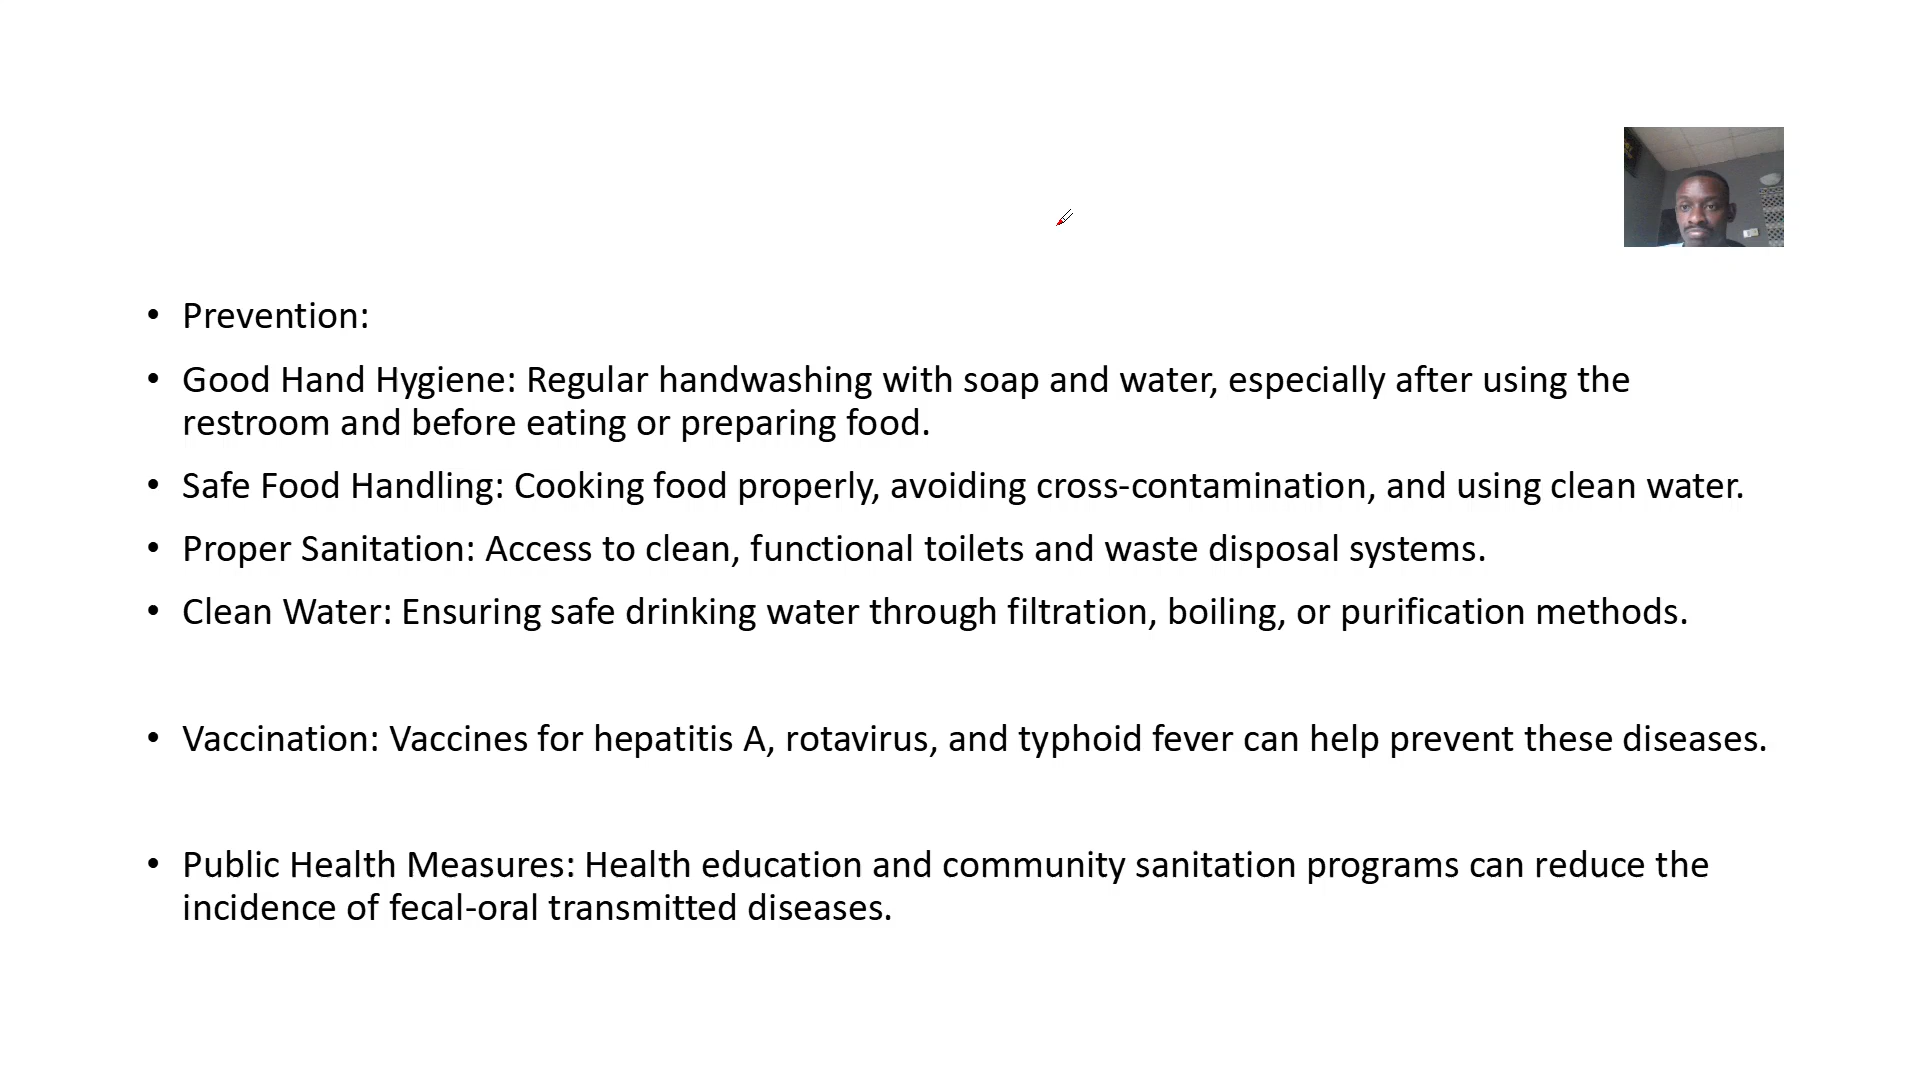 • Prevention:
• Good Hand Hygiene: Regular handwashing with soap and water, especially after using the
restroom and before eating or preparing food.
• Safe Food Handling: Cooking food properly, avoiding cross-contamination, and using clean water.
• Proper Sanitation: Access to clean, functional toilets and waste disposal systems.
• Clean Water: Ensuring safe drinking water through filtration, boiling, or purification methods.
• Vaccination: Vaccines for hepatitis A, rotavirus, and typhoid fever can help prevent these diseases.
• Public Health Measures: Health education and community sanitation programs can reduce the
incidence of fecal-oral transmitted diseases.